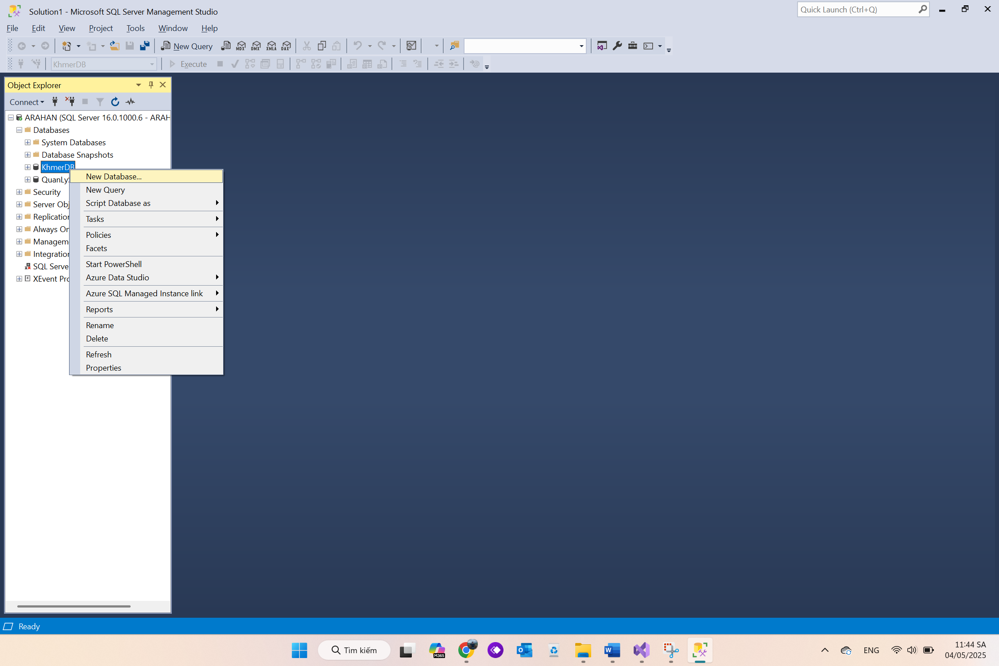 Solution1 - Microsoft SQL Server Management Studio
Quick Launch (Ctrl+Q)
File Edit View Project Tools Window Help
New Query MDX DMX XMLA DAX
KhmerDB Execute
Object Explorer
Connect
ARAHAN (SQL Server 16.0.1000.6 - ARAH
Databases
System Databases
Database Snapshots
KhmerDB
QuanLy
Security
Server Obj
Replication
Always On
Managem
Integration
SQL Serve
XEvent Pro
New Database...
New Query
Script Database as
Tasks
Policies
Facets
Start PowerShell
Azure Data Studio
Azure SQL Managed Instance link
Reports
Rename
Delete
Refresh
Properties
Ready
Tìm kiếm
M365
ENG
11:44 SA
04/05/2025